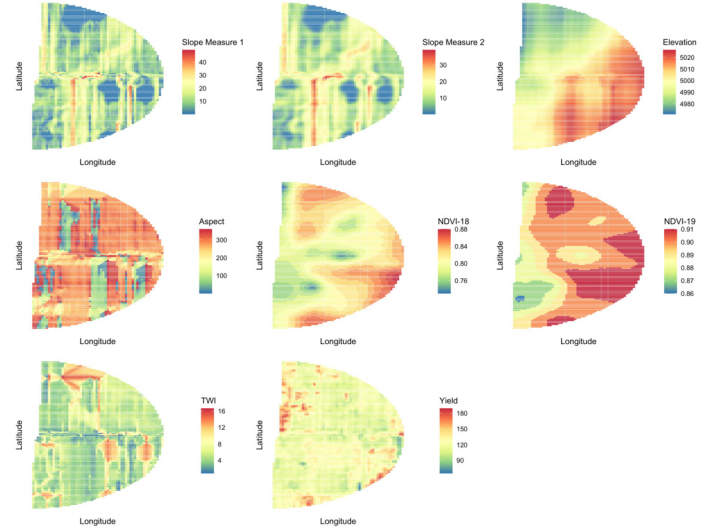 Slope Measure 1
40
30
20
10
Latitude
Longitude
Slope Measure 2
30
20
10
Latitude
Longitude
Elevation
5020
5010
5000
4990
4980
Latitude
Longitude
Aspect
300
200
100
Latitude
Longitude
NDVI-18
0.88
0.84
0.80
0.76
Latitude
Longitude
NDVI-19
0.91
0.90
0.89
0.88
0.87
0.86
Latitude
Longitude
TWI
16
12
8
4
Latitude
Longitude
Yield
180
150
120
90
Latitude
Longitude